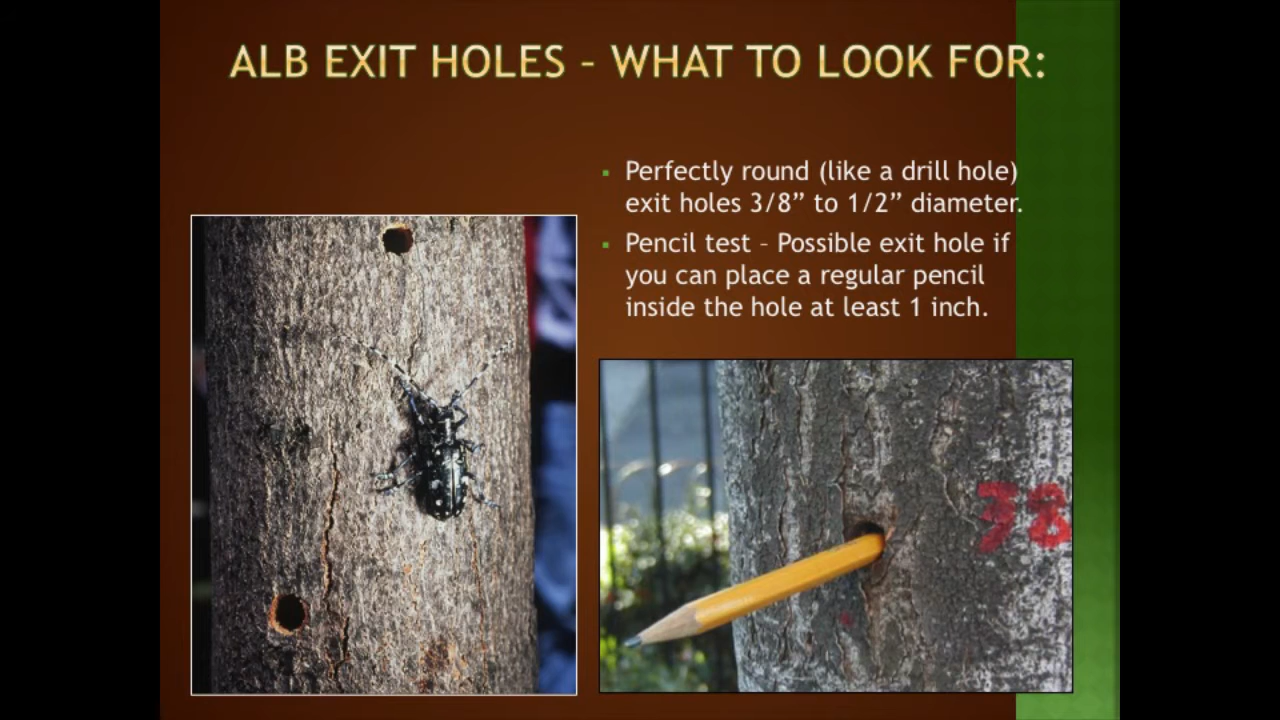 ALB EXIT HOLES – WHAT TO LOOK FOR:
Perfectly round (like a drill hole)
exit holes 3/8” to 1/2” diameter.
Pencil test – Possible exit hole if
you can place a regular pencil
inside the hole at least 1 inch.
38